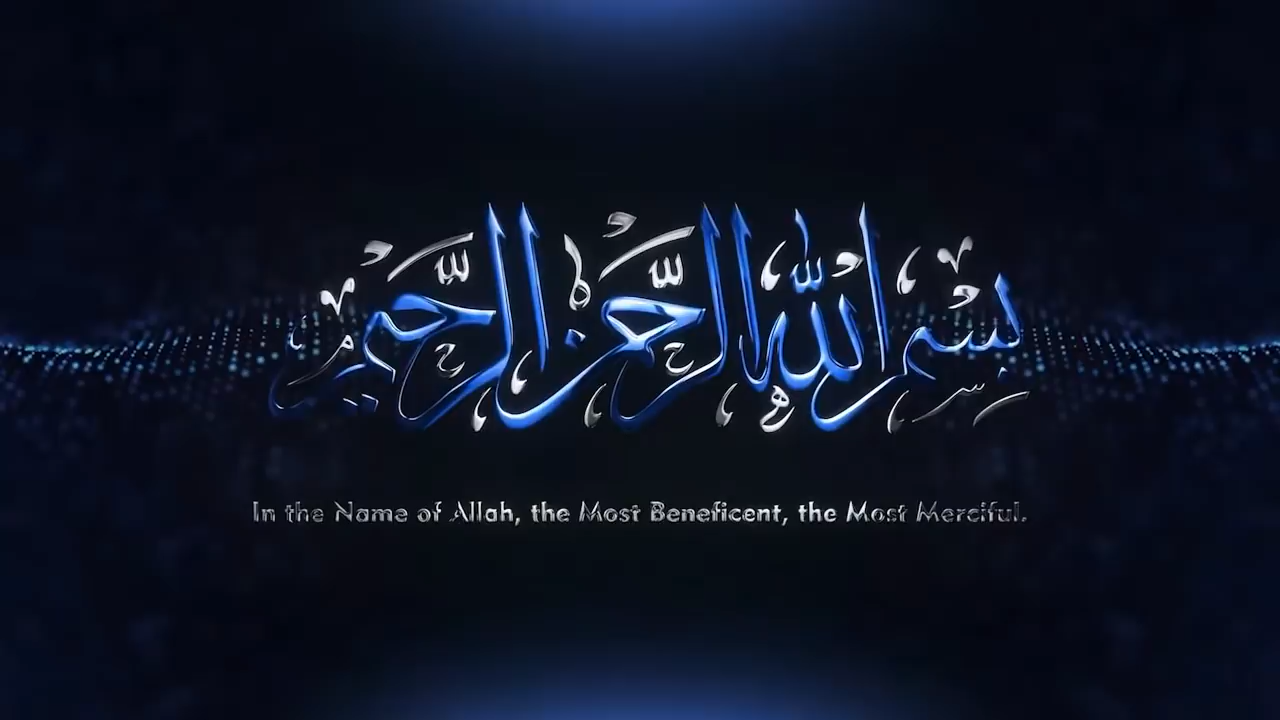 بسم الله الرحمن الرحيم
In the Name of Allah, the Most Beneficent, the Most Merciful.